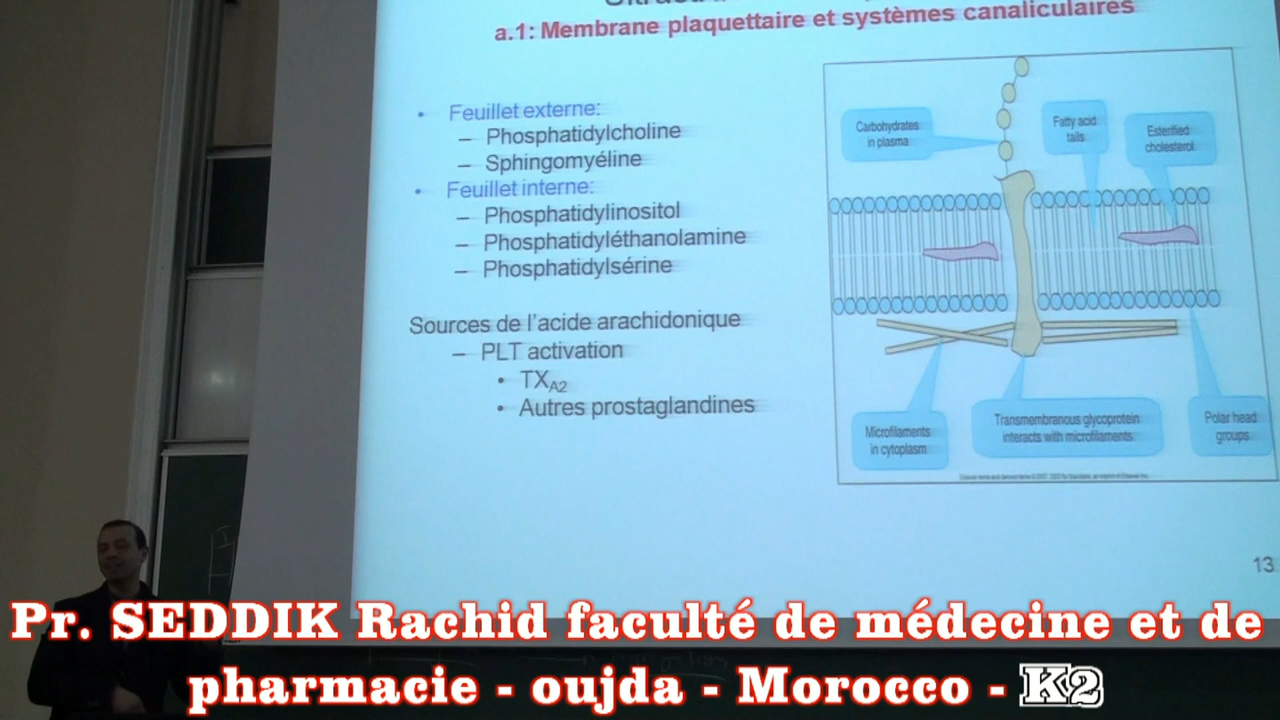 a.1: Membrane plaquettaire et systèmes canaliculaires
• Feuillet externe:
– Phosphatidylcholine
– Sphingomyéline
• Feuillet interne:
– Phosphatidylinositol
– Phosphatidyléthanolamine
– Phosphatidylsérine
Sources de l'acide arachidonique
– PLT activation
• TXA2
• Autres prostaglandines
Carbohydrates
in plasma
Fatty acid
tails
Esterified
cholesterol
Microfilaments
in cytoplasm
Transmembranous glycoprotein
interacts with microfilaments
Polar head
groups
13
Pr. SEDDIK Rachid faculté de médecine et de
pharmacie - oujda - Morocco - K2